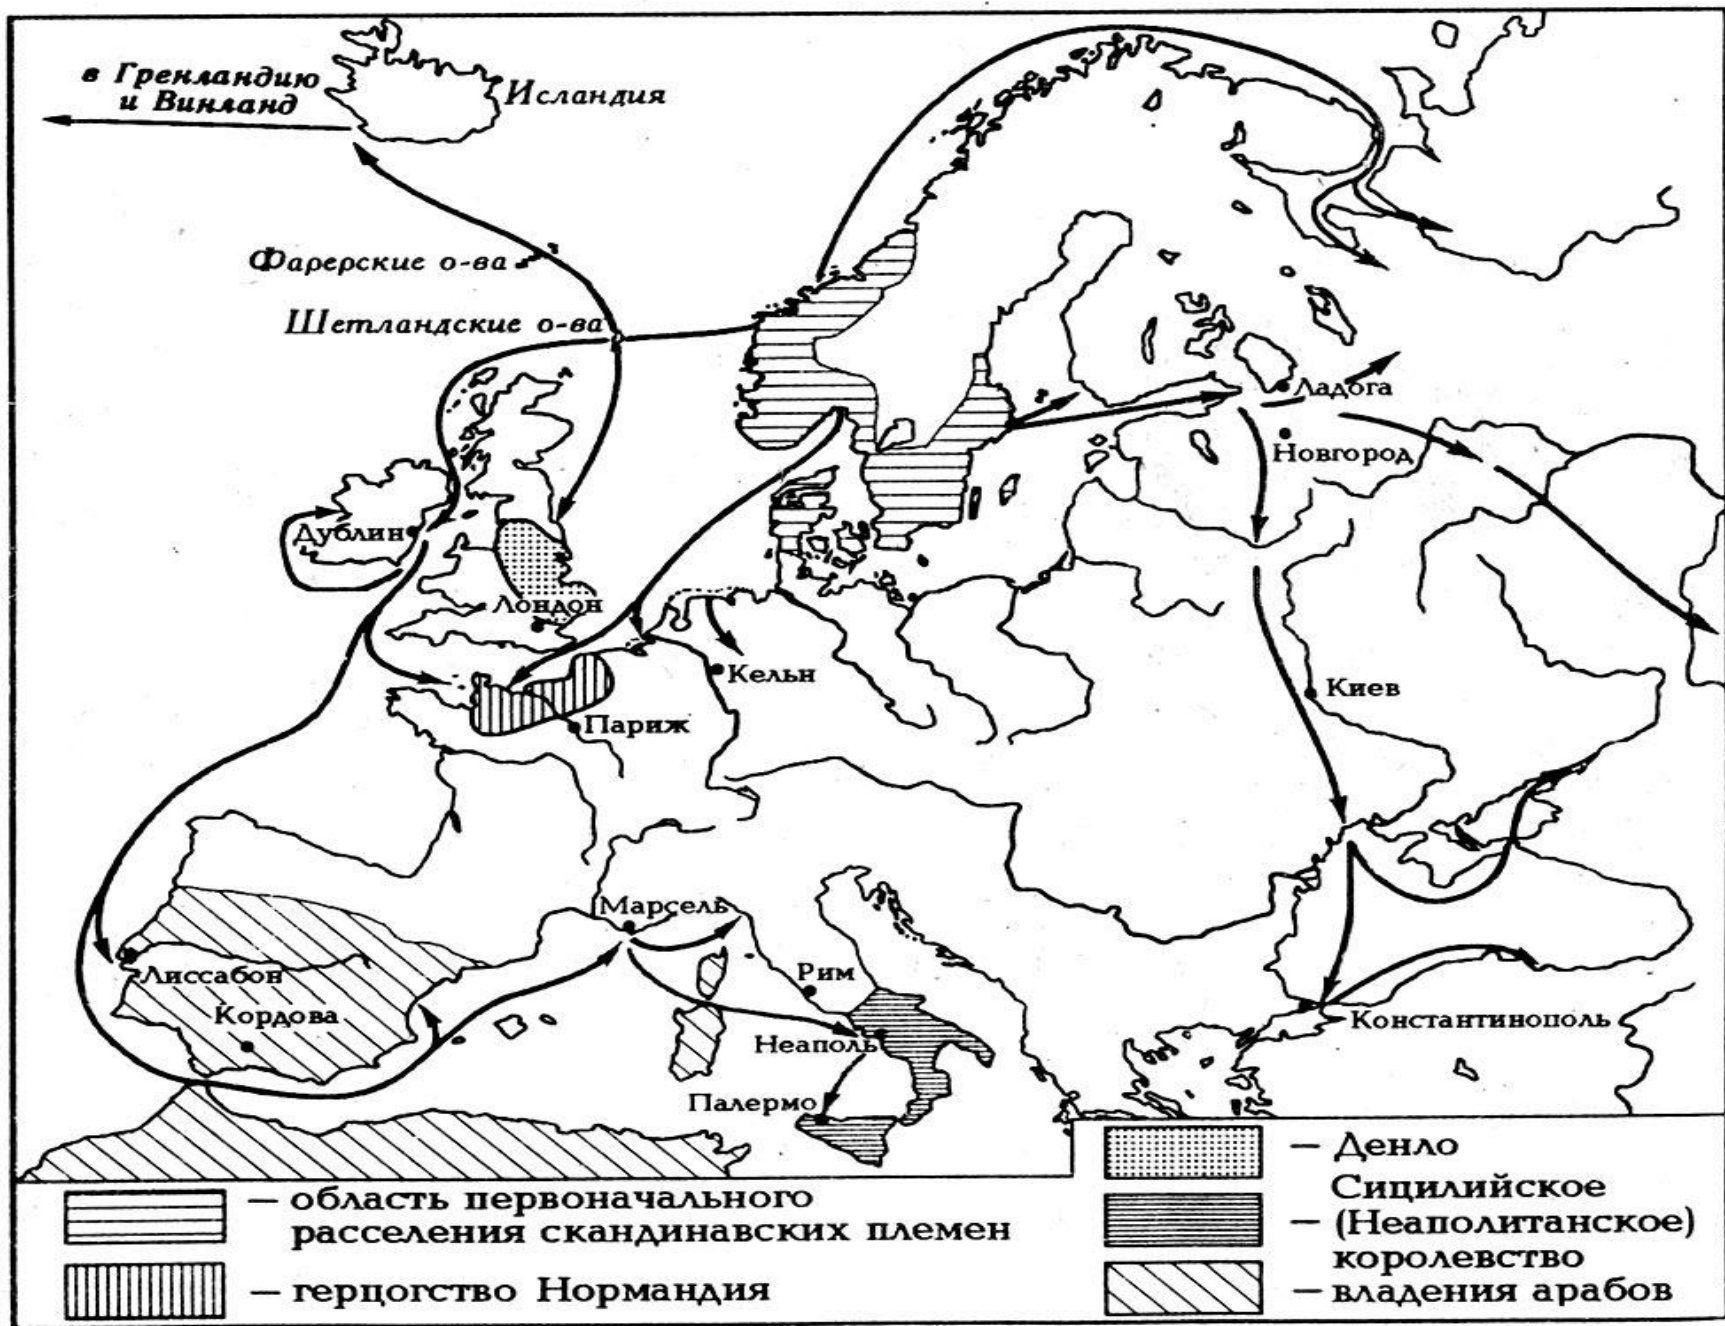 в Гренландию
и Винланд
Исландия
Фарерские о-ва
Шетландские о-ва
Ладога
Новгород
Дублин
Лондон
Кельн
Киев
Париж
Марсель
Лиссабон
Рим
Кордова
Константинополь
Неаполь
Палермо
— область первоначального
расселения скандинавских племен
— герцогство Нормандия
— Денло
Сицилийское
— (Неаполитанское)
королевство
— владения арабов